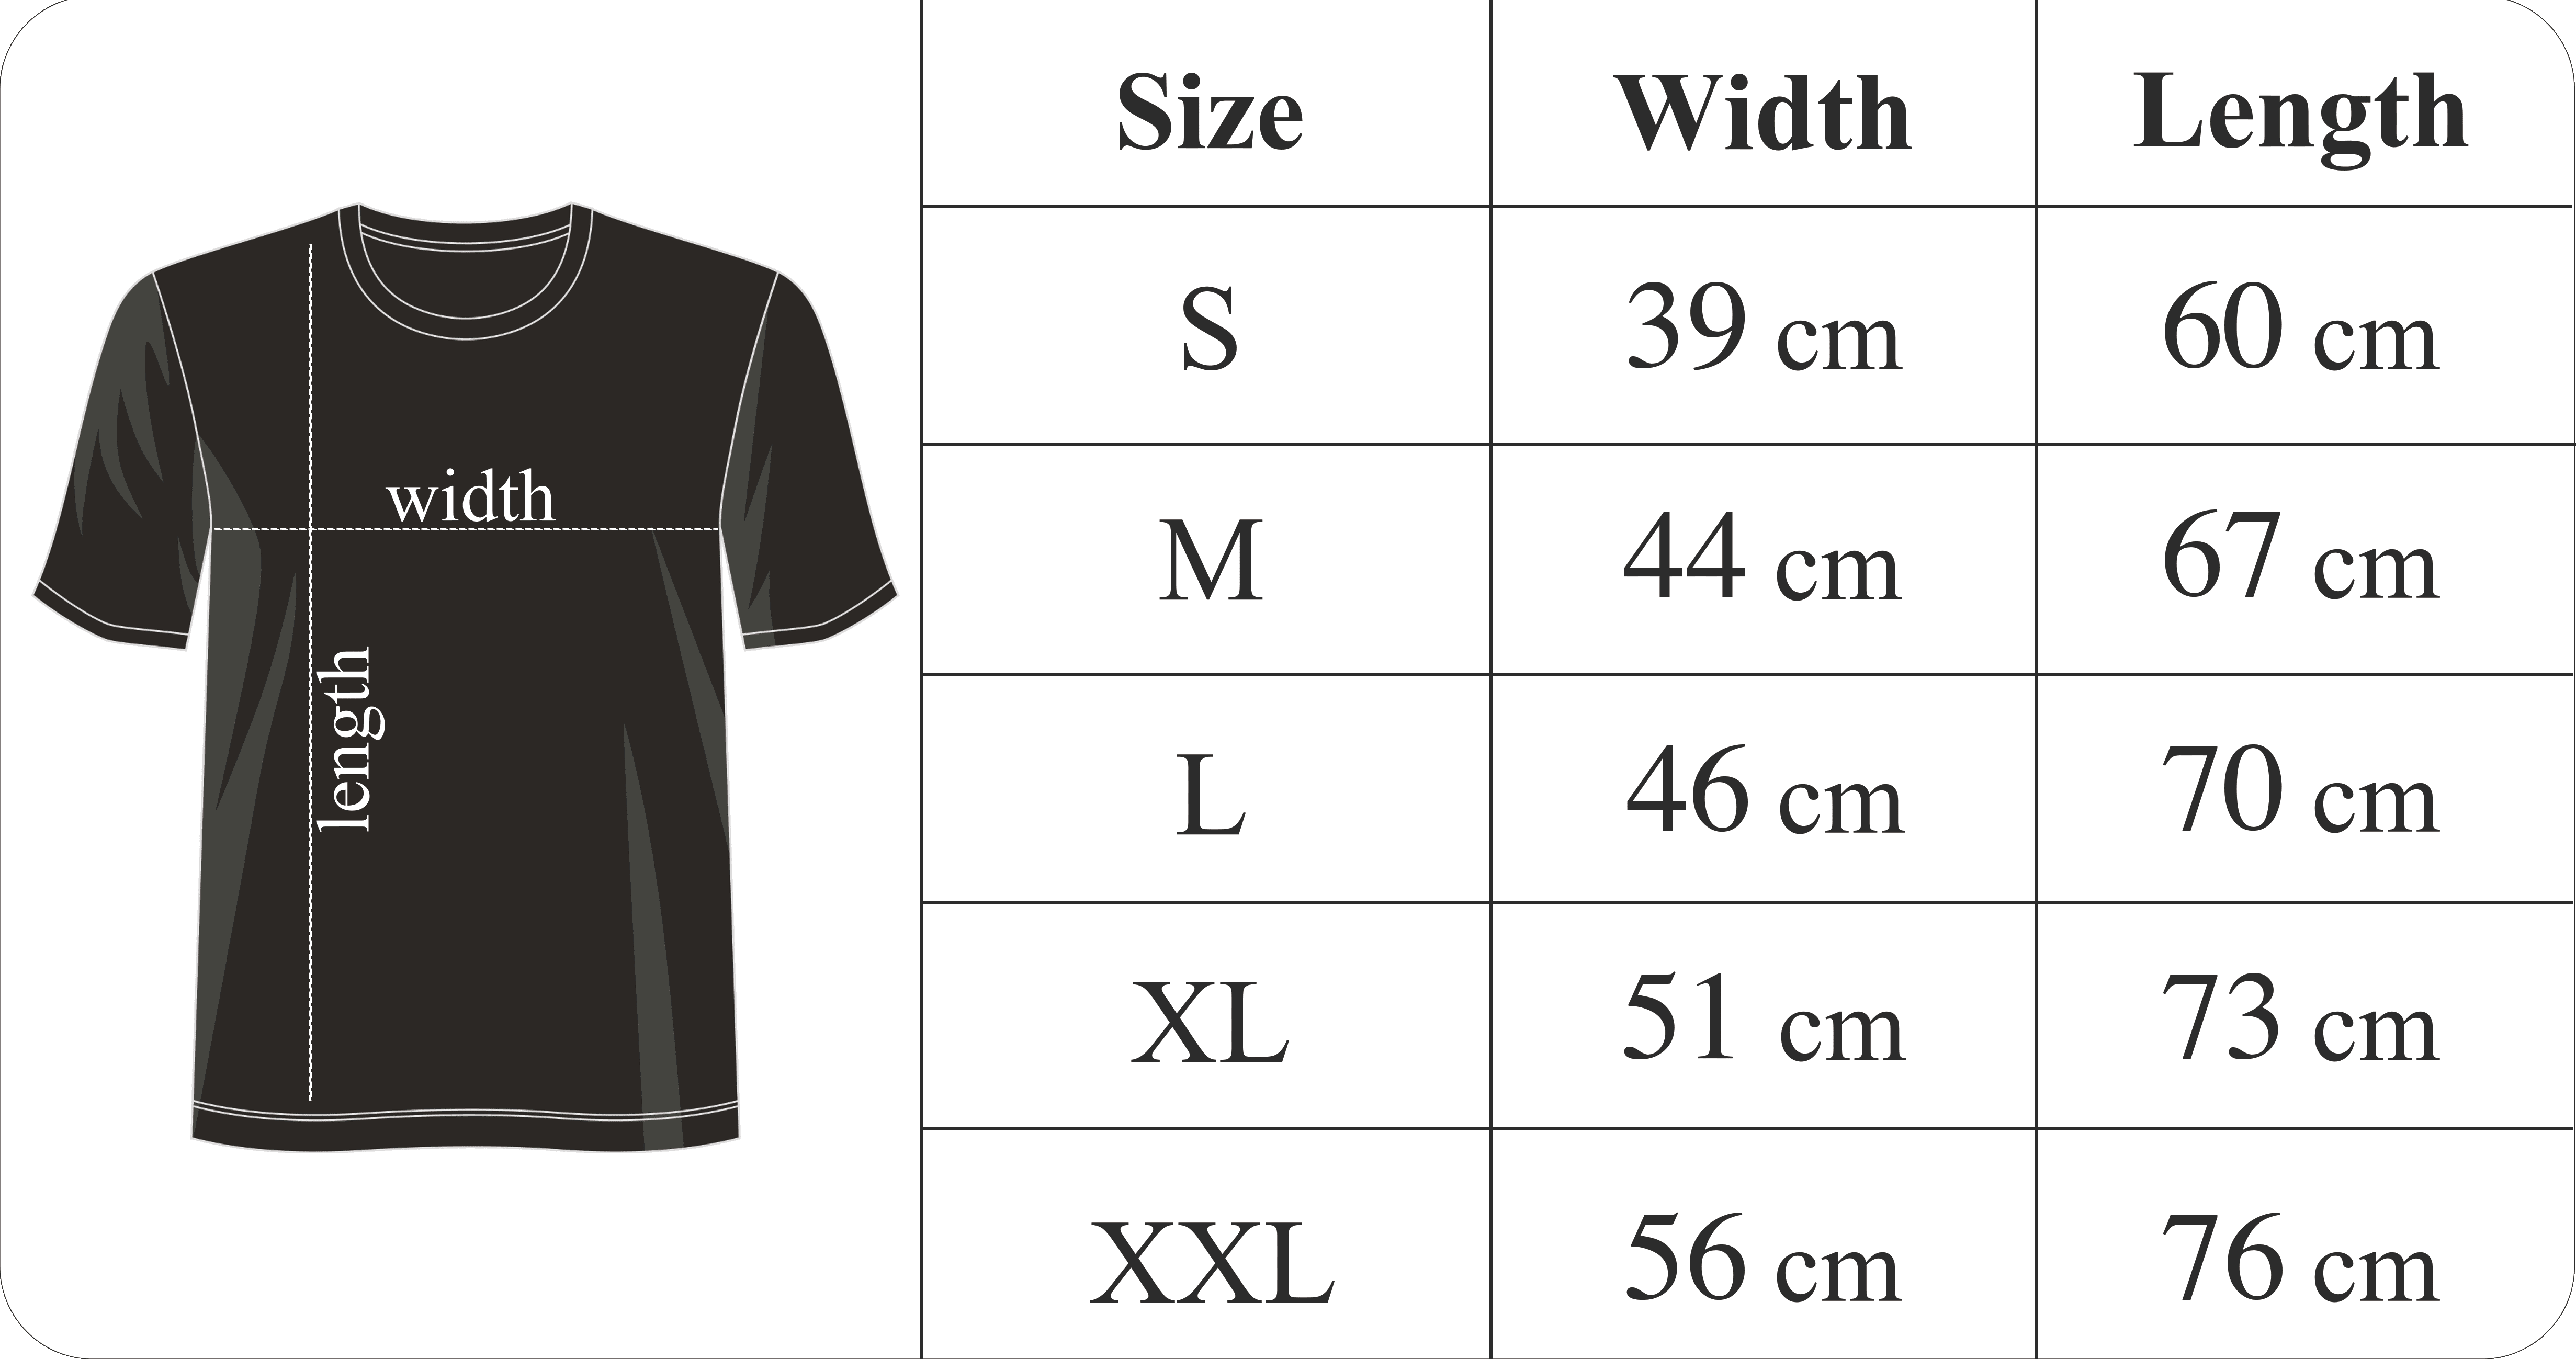 width
length
Size Width Length
S 39 cm 60 cm
M 44 cm 67 cm
L 46 cm 70 cm
XL 51 cm 73 cm
XXL 56 cm 76 cm